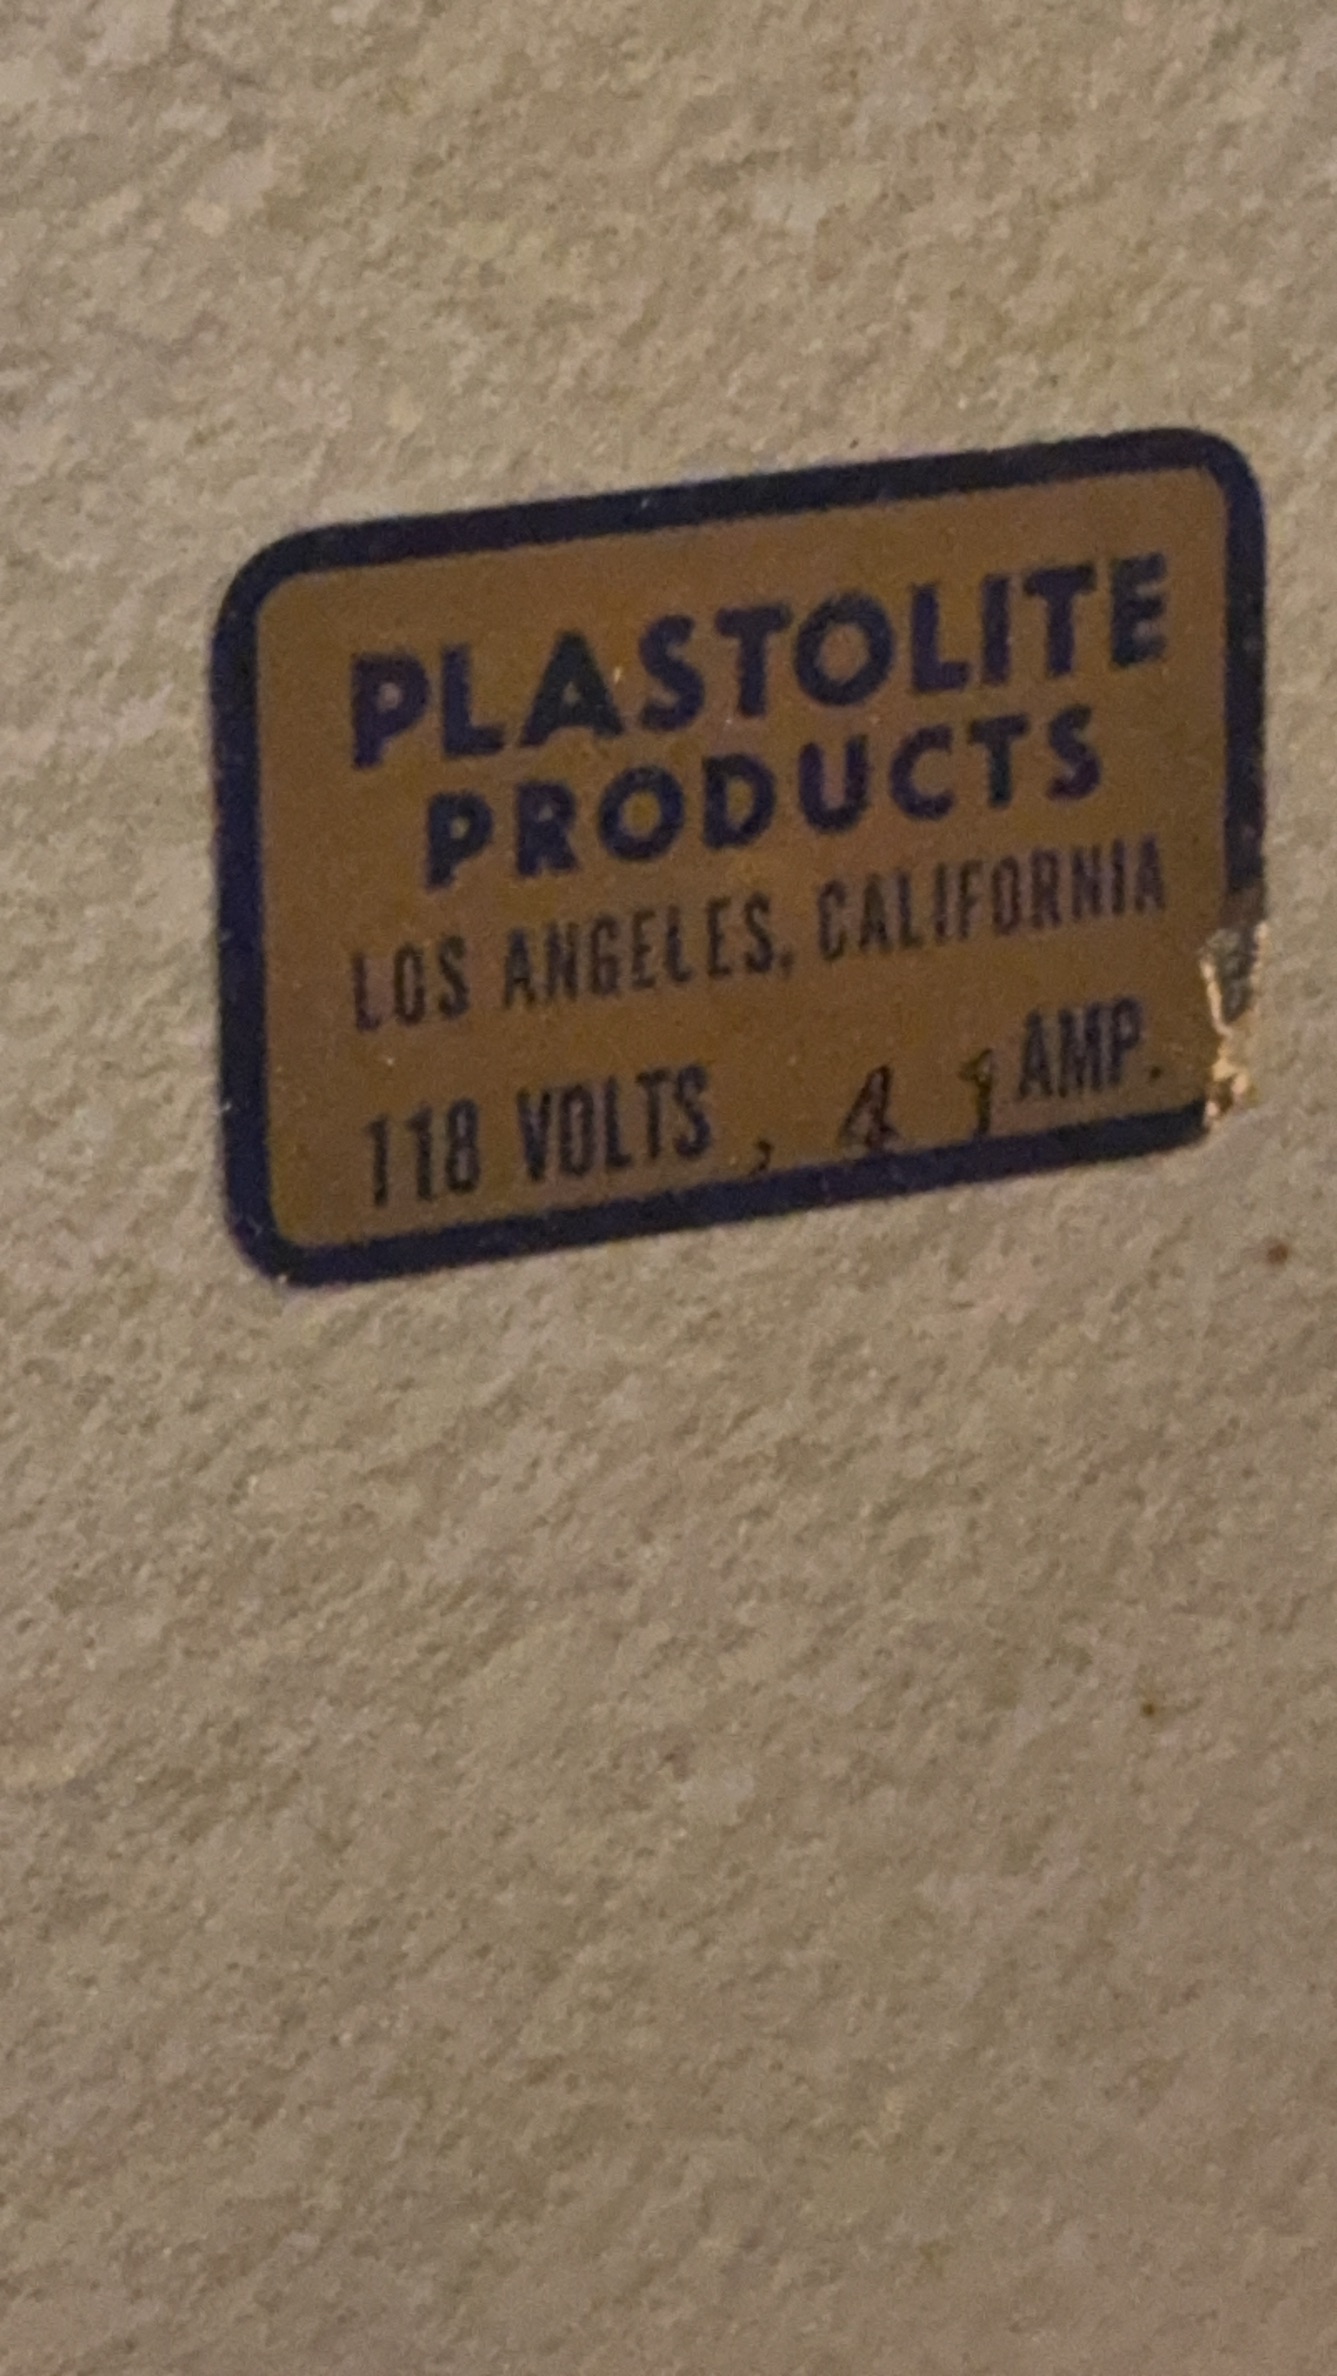 PLASTOLITE
PRODUCTS
LOS ANGELES, CALIFORNIA
118 VOLTS . 4 1 AMP.